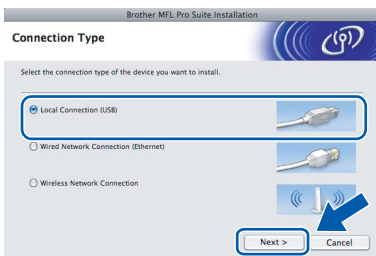 Brother MFL Pro Suite Installation
Connection Type
Select the connection type of the device you want to install.
Local Connection (USB)
Wired Network Connection (Ethernet)
Wireless Network Connection
Next >
Cancel